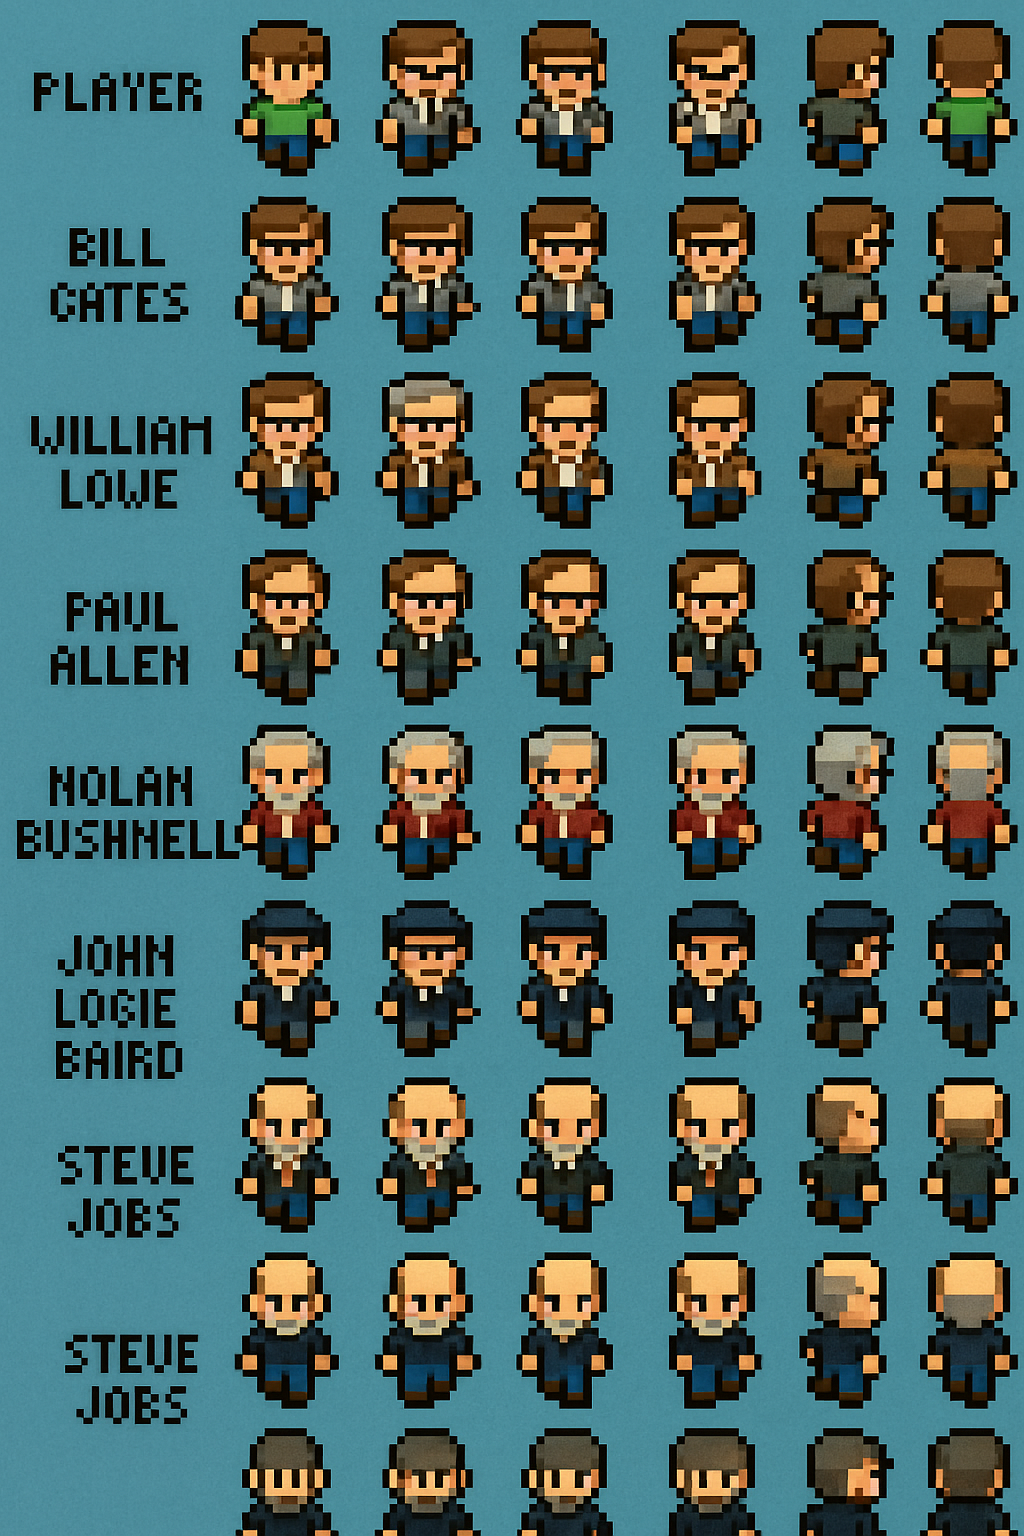 PLAYER
BILL
GATES
WILLIAM
LOWE
PAUL
ALLEN
NOLAN
BUSHNELL
JOHN
LOGIE
BAIRD
STEVE
JOBS
STEVE
JOBS